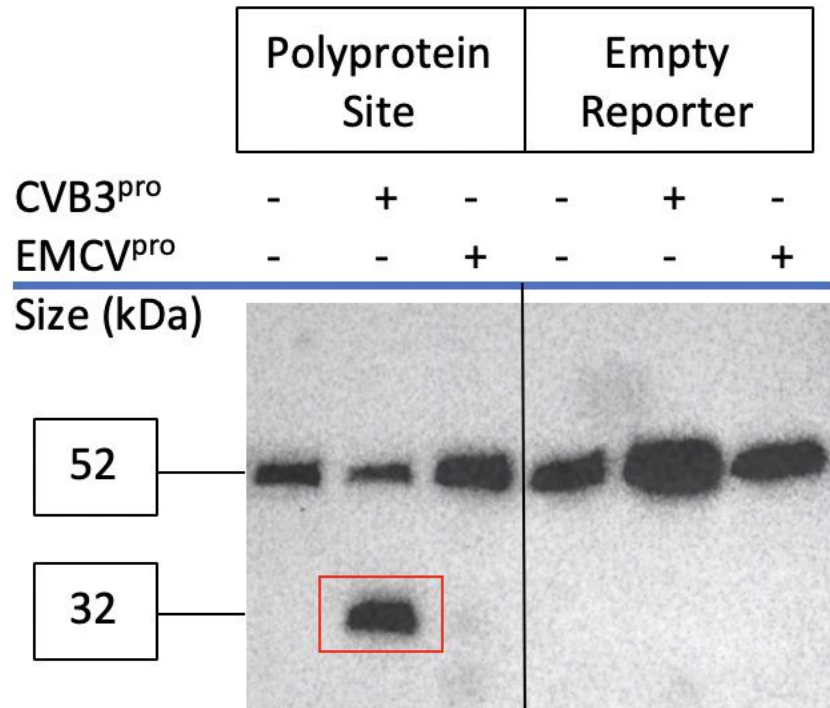 Polyprotein Site
Empty Reporter
CVB3pro - + - - + -
EMCVpro - - + - - +
Size (kDa)
52
32